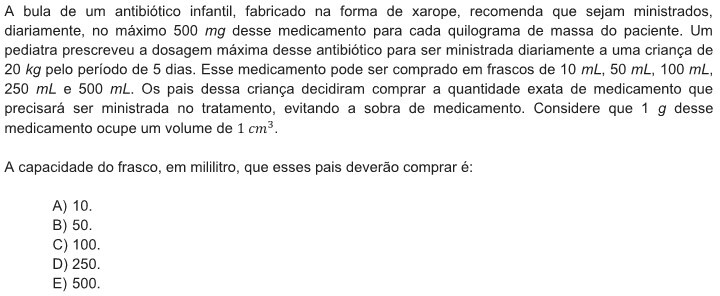 A bula de um antibiótico infantil, fabricado na forma de xarope, recomenda que sejam ministrados,
diariamente, no máximo 500 mg desse medicamento para cada quilograma de massa do paciente. Um
pediatra prescreveu a dosagem máxima desse antibiótico para ser ministrada diariamente a uma criança de
20 kg pelo período de 5 dias. Esse medicamento pode ser comprado em frascos de 10 mL, 50 mL, 100 mL,
250 mL e 500 mL. Os pais dessa criança decidiram comprar a quantidade exata de medicamento que
precisará ser ministrada no tratamento, evitando a sobra de medicamento. Considere que 1 g desse
medicamento ocupe um volume de 1 cm³.
A capacidade do frasco, em mililitro, que esses pais deverão comprar é:
A) 10.
B) 50.
C) 100.
D) 250.
E) 500.